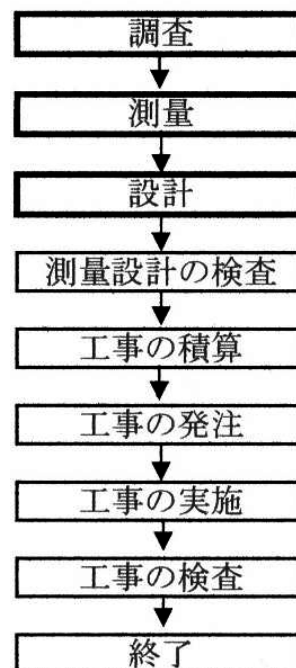 調査
測量
設計
測量設計の検査
工事の積算
工事の発注
工事の実施
工事の検査
終了